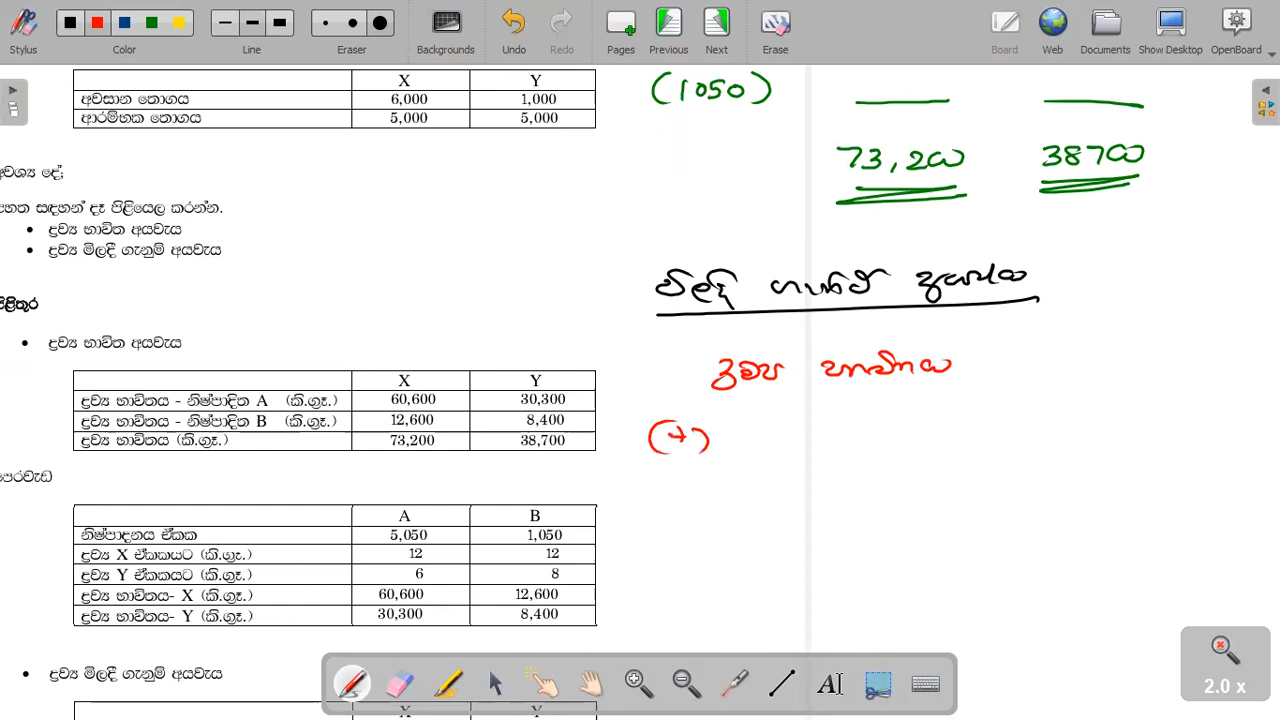 Stylus
Color
Line
Eraser
Backgrounds
Undo
Redo
Pages
Previous
Next
Erase
Board
Web
Documents
Show Desktop
OpenBoard
X Y
අවසාන තොගය 6,000 1,000
ආරම්භක තොගය 5,000 5,000
අවශ්‍ය දේ;
පහත සඳහන් දෑ පිළියෙල කරන්න.
• ද්‍රව්‍ය භාවිත අයවැය
• ද්‍රව්‍ය මිලදී ගැනුම් අයවැය
පිළිතුර
• ද්‍රව්‍ය භාවිත අයවැය
X Y
ද්‍රව්‍ය භාවිතය - නිෂ්පාදිත A (කි.ග්‍රෑ.) 60,600 30,300
ද්‍රව්‍ය භාවිතය - නිෂ්පාදිත B (කි.ග්‍රෑ.) 12,600 8,400
ද්‍රව්‍ය භාවිතය (කි.ග්‍රෑ.) 73,200 38,700
පෙරවැඩ
A B
නිෂ්පාදනය ඒකක 5,050 1,050
ද්‍රව්‍ය X ඒකකයට (කි.ග්‍රෑ.) 12 12
ද්‍රව්‍ය Y ඒකකයට (කි.ග්‍රෑ.) 6 8
ද්‍රව්‍ය භාවිතය- X (කි.ග්‍රෑ.) 60,600 12,600
ද්‍රව්‍ය භාවිතය- Y (කි.ග්‍රෑ.) 30,300 8,400
• ද්‍රව්‍ය මිලදී ගැනුම් අයවැය
X Y
(1050)
73,200 38700
මිලදි ගැනුම් අයවැය
ද්‍රව්‍ය භාවිතය
(+)
2.0 x